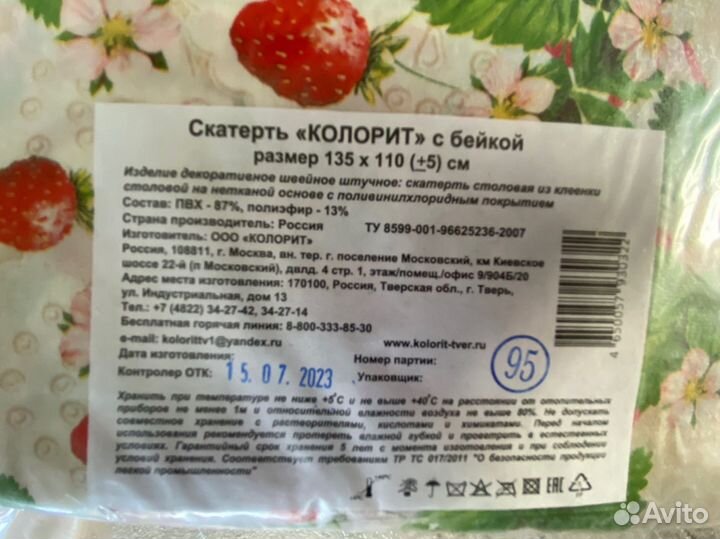 Скатерть «КОЛОРИТ» с бейкой
размер 135 х 110 (±5) см
Изделие декоративное швейное штучное: скатерть столовая из клеенки
столовой на нетканой основе с поливинилхлоридным покрытием
Состав: ПВХ - 87%, полиэфир - 13%
Страна производитель: Россия ТУ 8599-001-96625236-2007
Изготовитель: ООО «КОЛОРИТ»
Россия, 108811, г. Москва, вн. тер. г. поселение Московский, км Киевское
шоссе 22-й (п Московский), двлд. 4 стр. 1, этаж/помещ./офис 9/904Б/20
Адрес места изготовления: 170100, Россия, Тверская обл., г. Тверь,
ул. Индустриальная, дом 13
Тел.: +7 (4822) 34-27-42, 34-27-14
Бесплатная горячая линия: 8-800-333-85-30
e-mail: kolorittv1@yandex.ru www.kolorit-tver.ru
Дата изготовления: Номер партии:
Контролер ОТК: 15.07.2023 Упаковщик: 95
Хранить при температуре не ниже +5°С и не выше +40°С на расстоянии от отопительных
приборов не менее 1м и относительной влажности воздуха не выше 80%. Не допускать
совместное хранение с растворителями, кислотами и химикатами. Перед началом
использования рекомендуется протереть влажной губкой и проветрить в естественных
условиях. Гарантийный срок хранения 5 лет с момента изготовления и при соблюдении
условий хранения. Соответствует требованиям ТР ТС 017/2011 "О безопасности продукции
легкой промышленности"
4 650057 930322
Avito